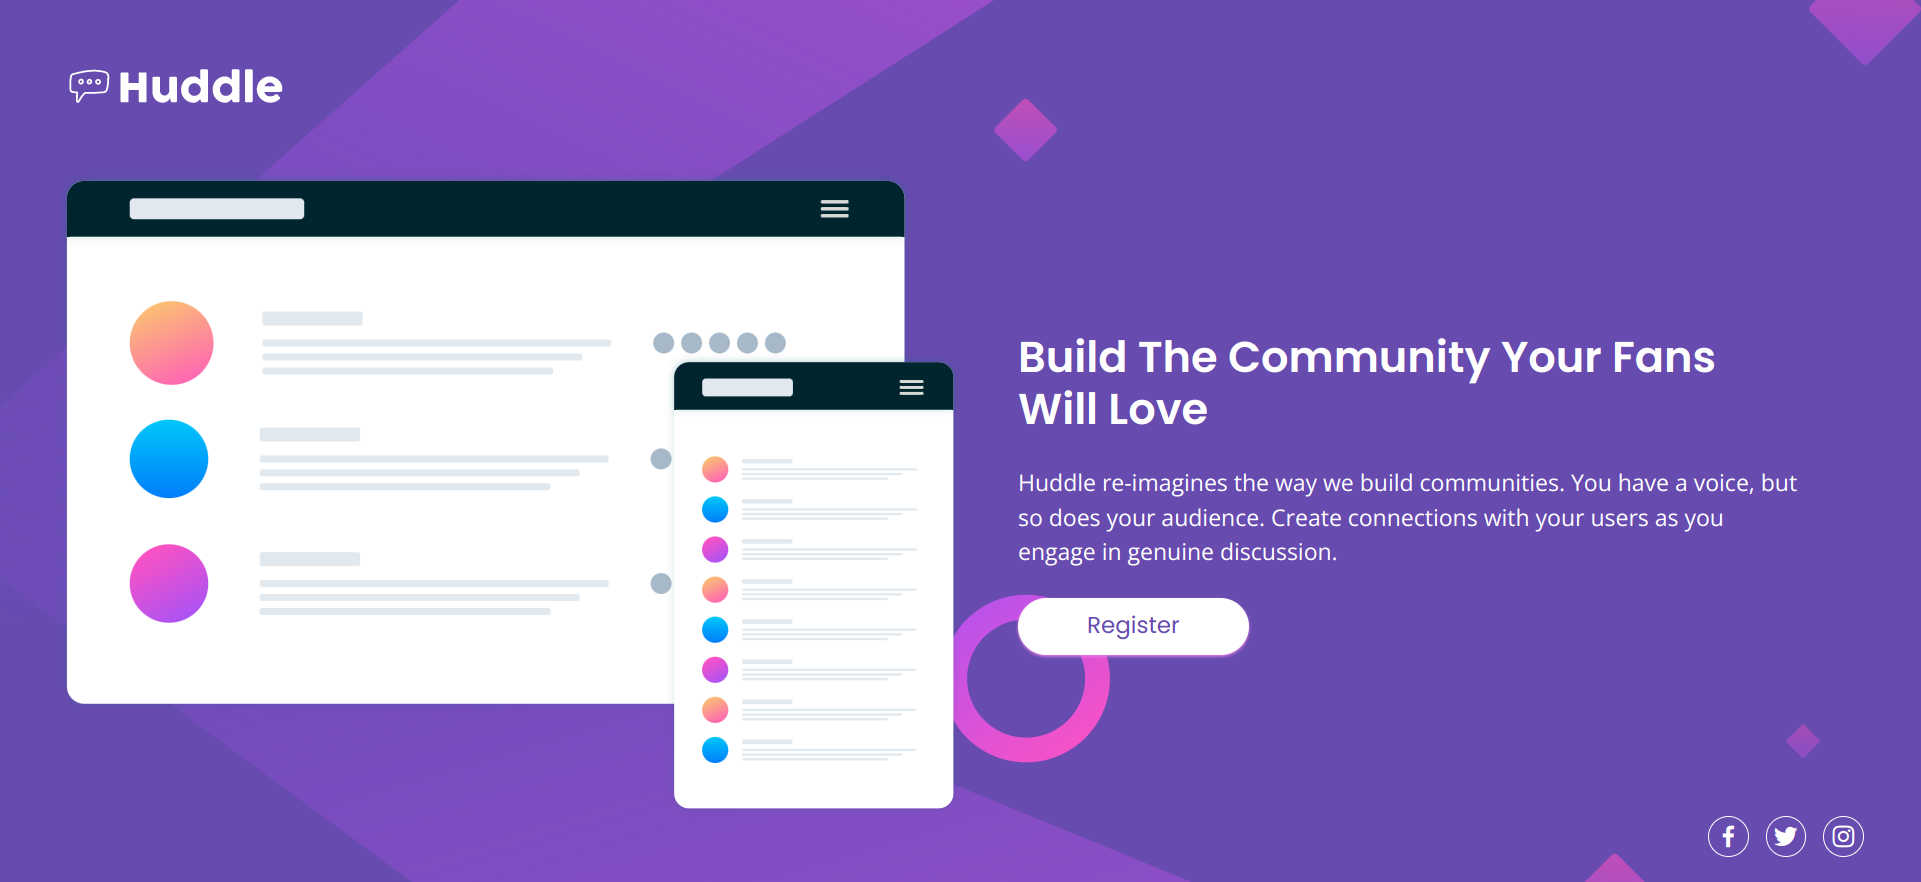 Huddle
Build The Community Your Fans
Will Love
Huddle re-imagines the way we build communities. You have a voice, but
so does your audience. Create connections with your users as you
engage in genuine discussion.
Register